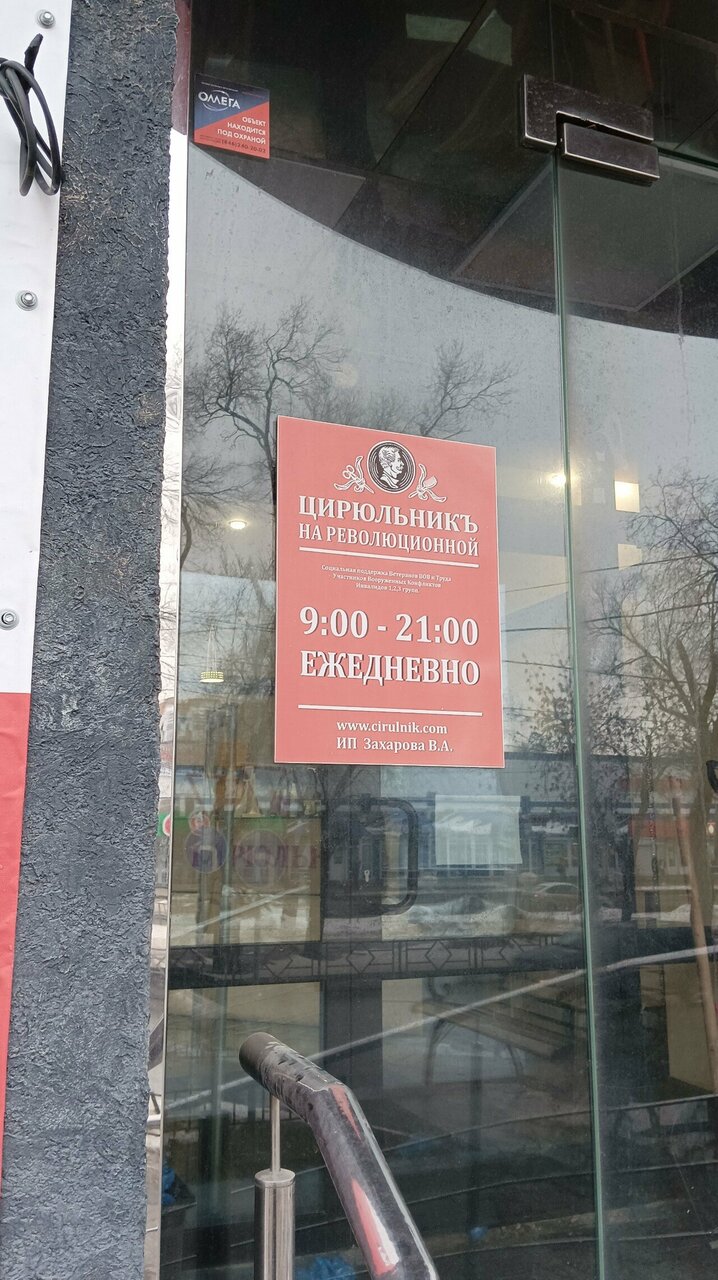 ОМЕГА
ОБЪЕКТ
НАХОДИТСЯ
ПОД ОХРАНОЙ
ЦИРЮЛЬНИКЪ
НА РЕВОЛЮЦИОННОЙ
Социальная поддержка Ветеранов ВОВ и Труда
Участников Вооруженных Конфликтов
Инвалидов 1,2,3 групп.
9:00 - 21:00
ЕЖЕДНЕВНО
www.cirulnik.com
ИП Захарова В.А.